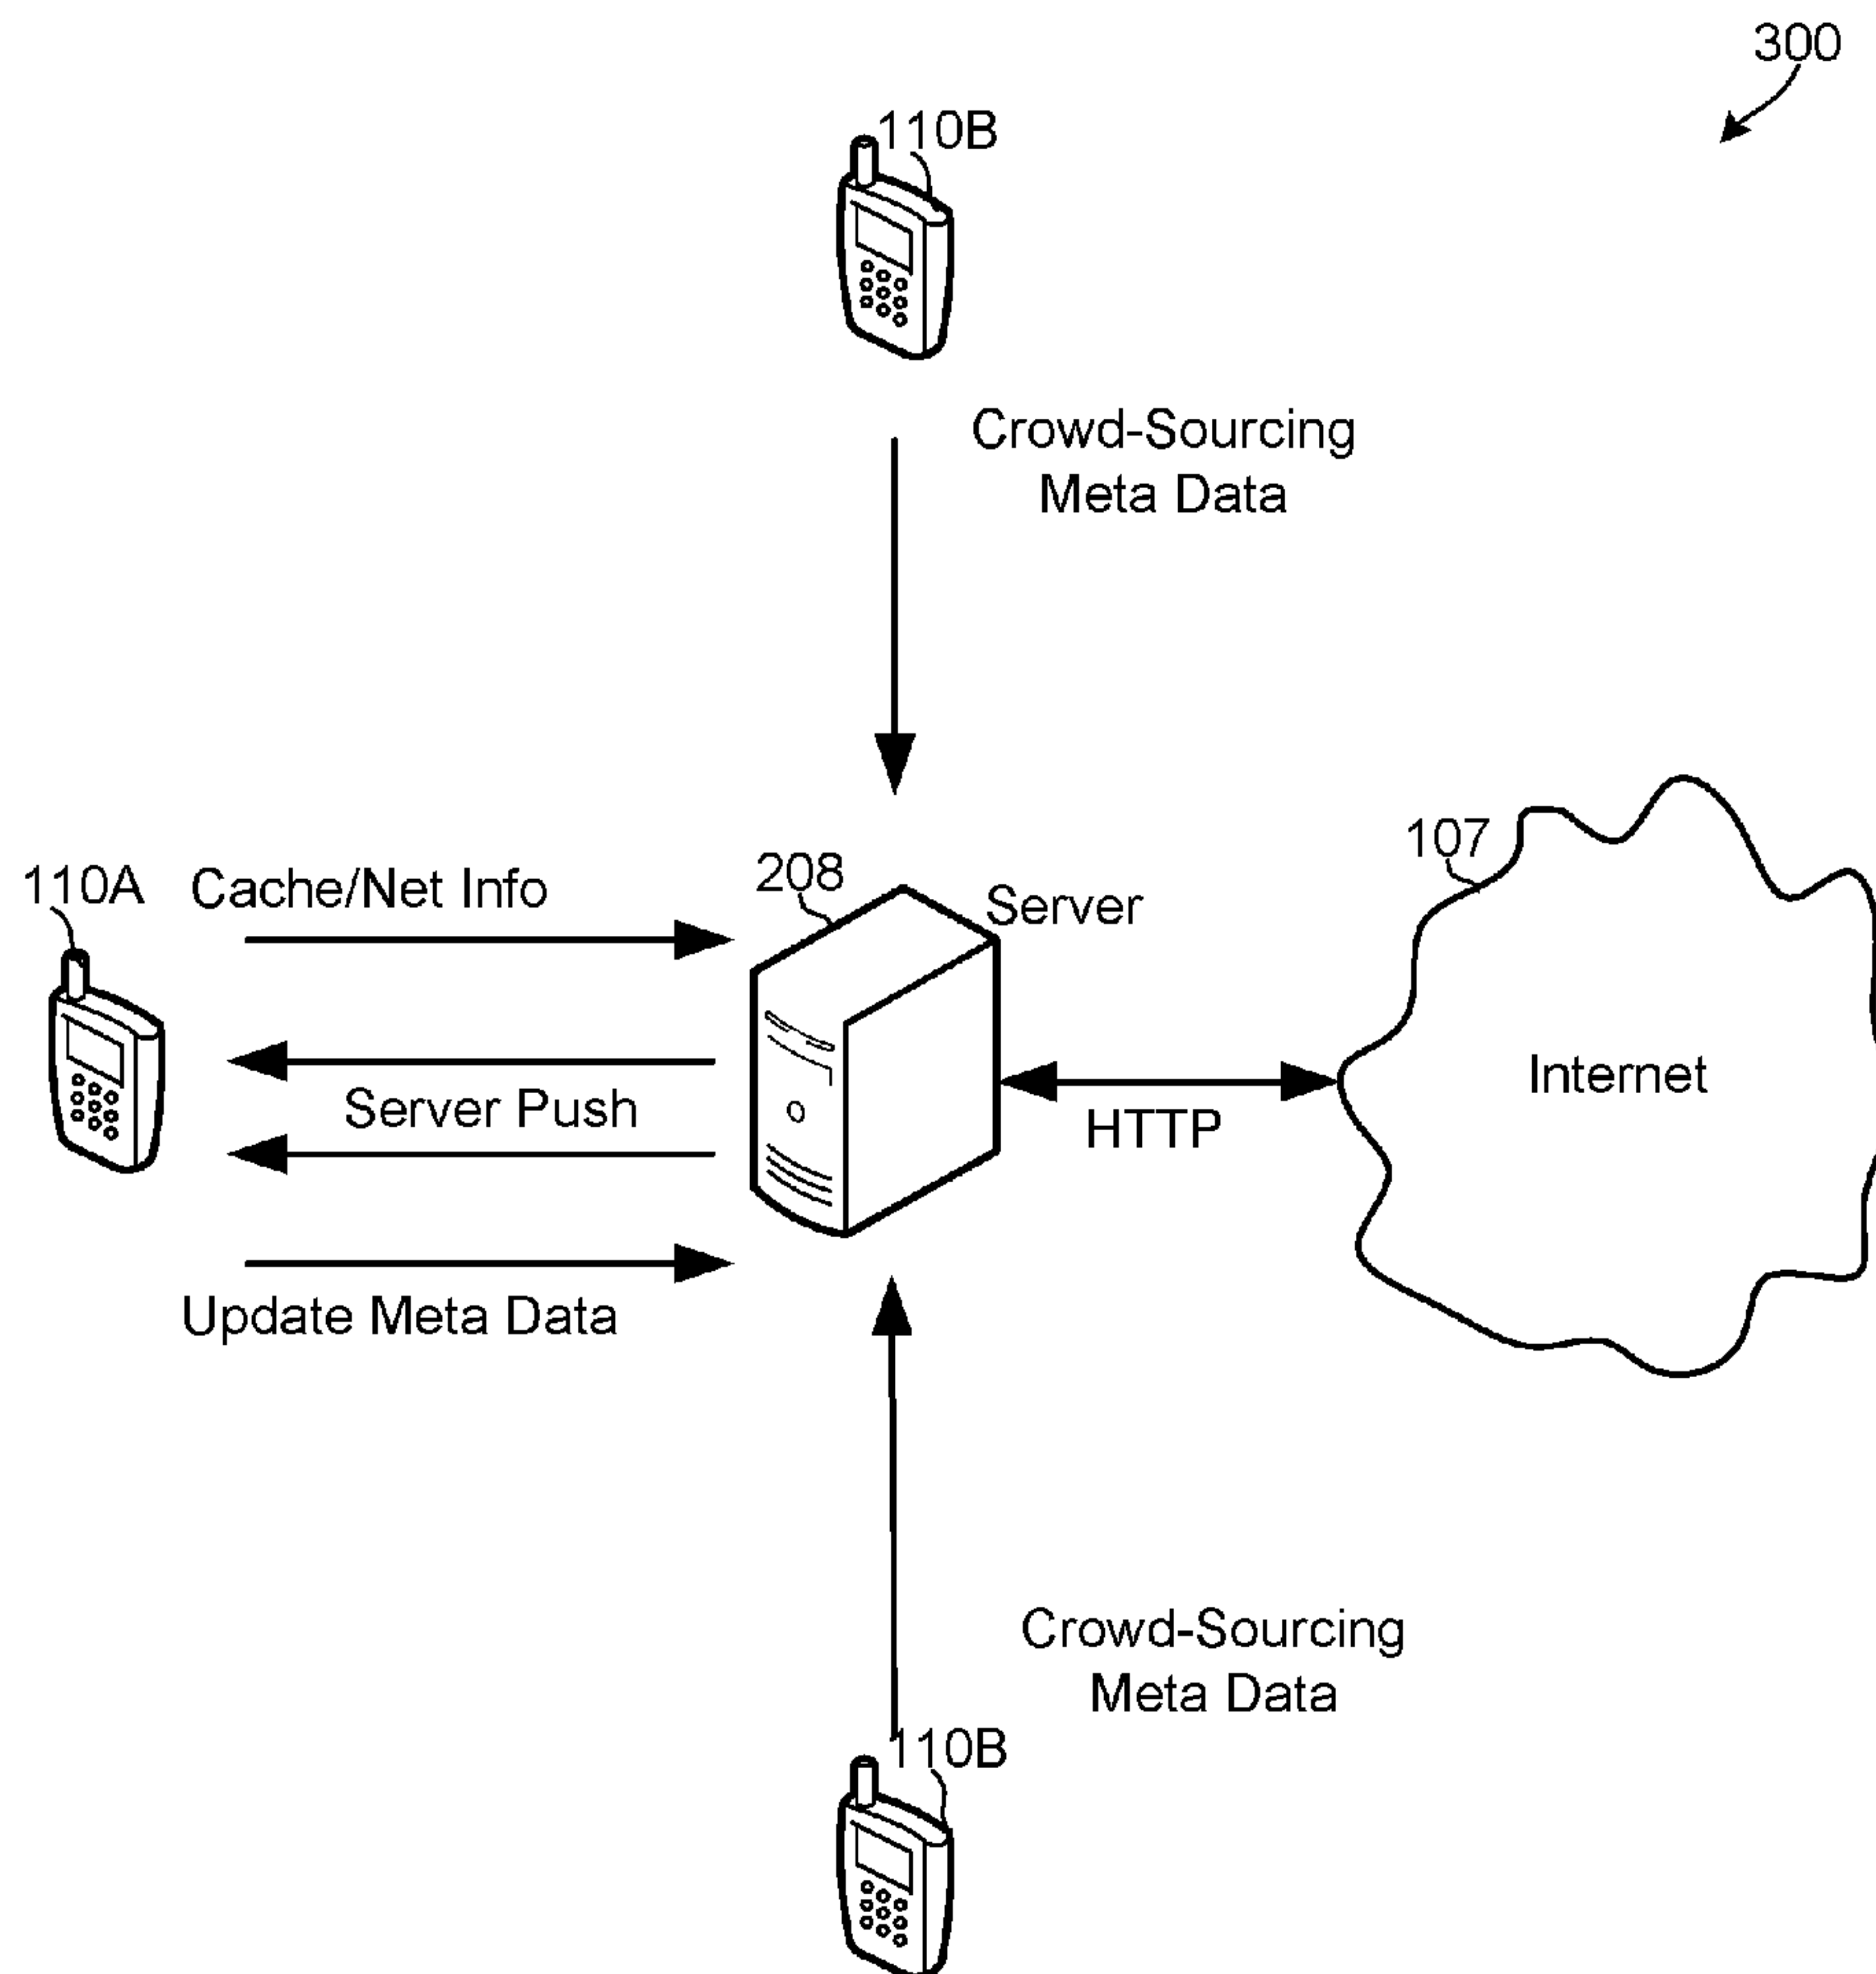 300
110B
Crowd-Sourcing
Meta Data
107
208
Server
110A
Cache/Net Info
Internet
Server Push
HTTP
Update Meta Data
Crowd-Sourcing
Meta Data
110B